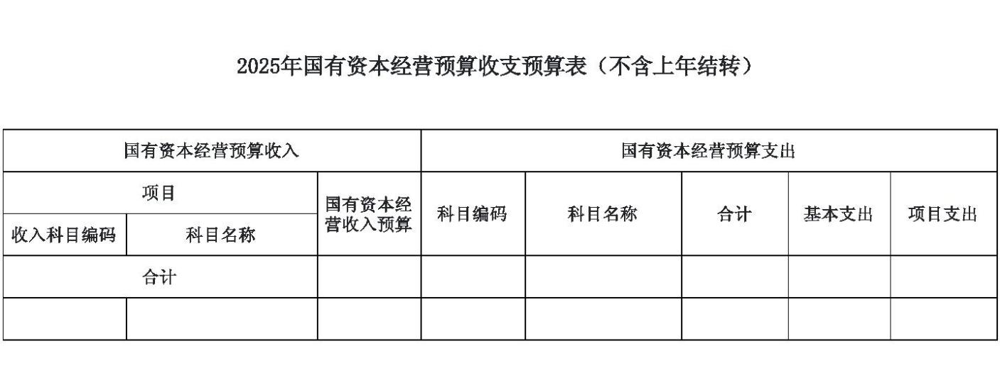 2025年国有资本经营预算收支预算表（不含上年结转）
国有资本经营预算收入
国有资本经营预算支出
项目
国有资本经
营收入预算
科目编码
科目名称
合计
基本支出
项目支出
收入科目编码
科目名称
合计